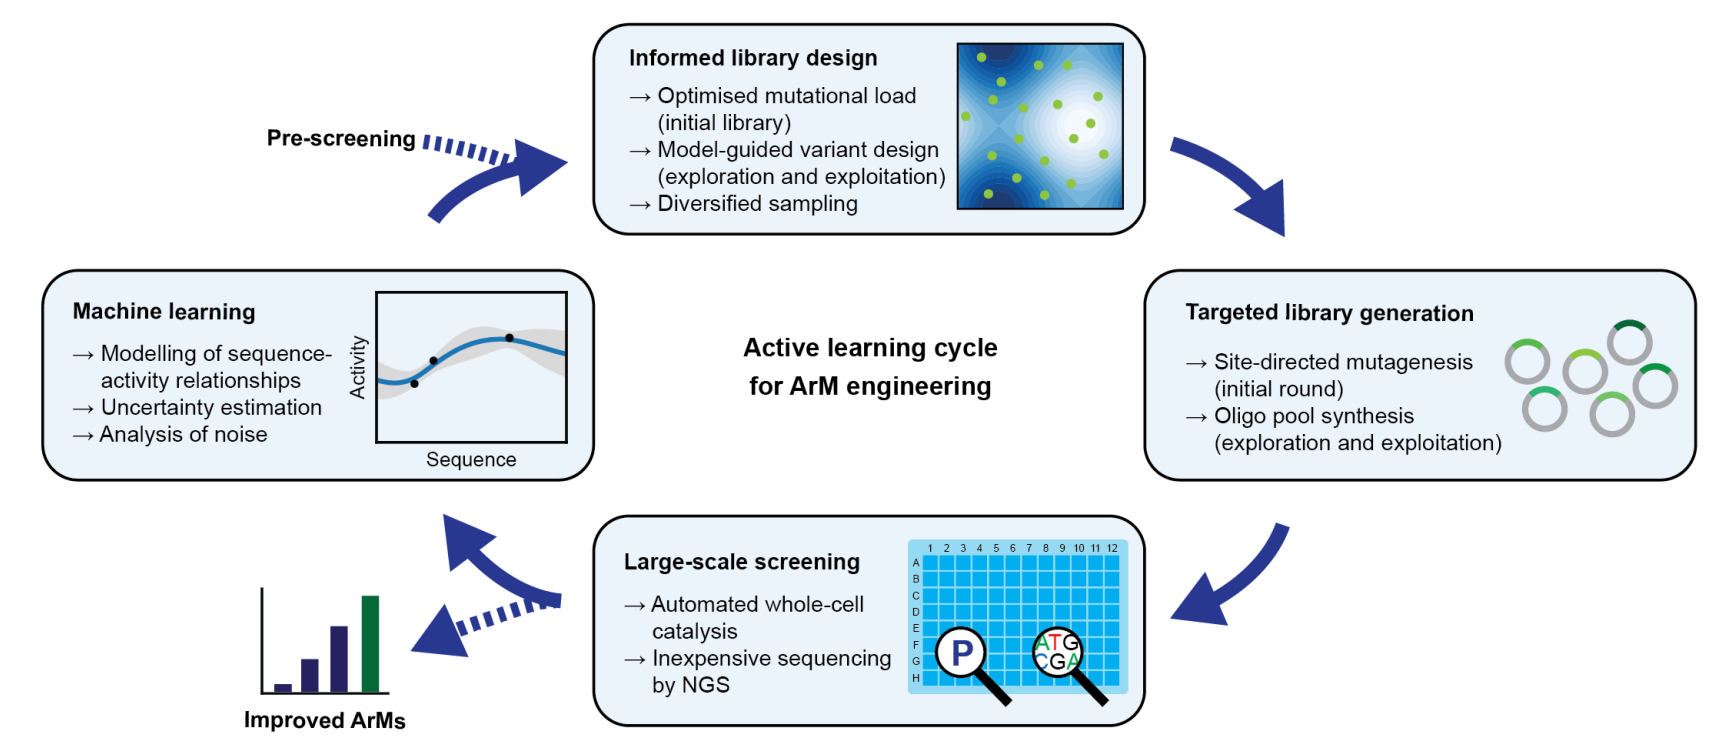 Informed library design
→ Optimised mutational load
(initial library)
→ Model-guided variant design
(exploration and exploitation)
→ Diversified sampling
Pre-screening
Machine learning
→ Modelling of sequence-
activity relationships
→ Uncertainty estimation
→ Analysis of noise
Activity
Sequence
Active learning cycle
for ArM engineering
Targeted library generation
→ Site-directed mutagenesis
(initial round)
→ Oligo pool synthesis
(exploration and exploitation)
Large-scale screening
→ Automated whole-cell
catalysis
→ Inexpensive sequencing
by NGS
1 2 3 4 5 6 7 8 9 10 11 12
A
B
C
D
E
F
G
H
P
ATG
CGA
Improved ArMs